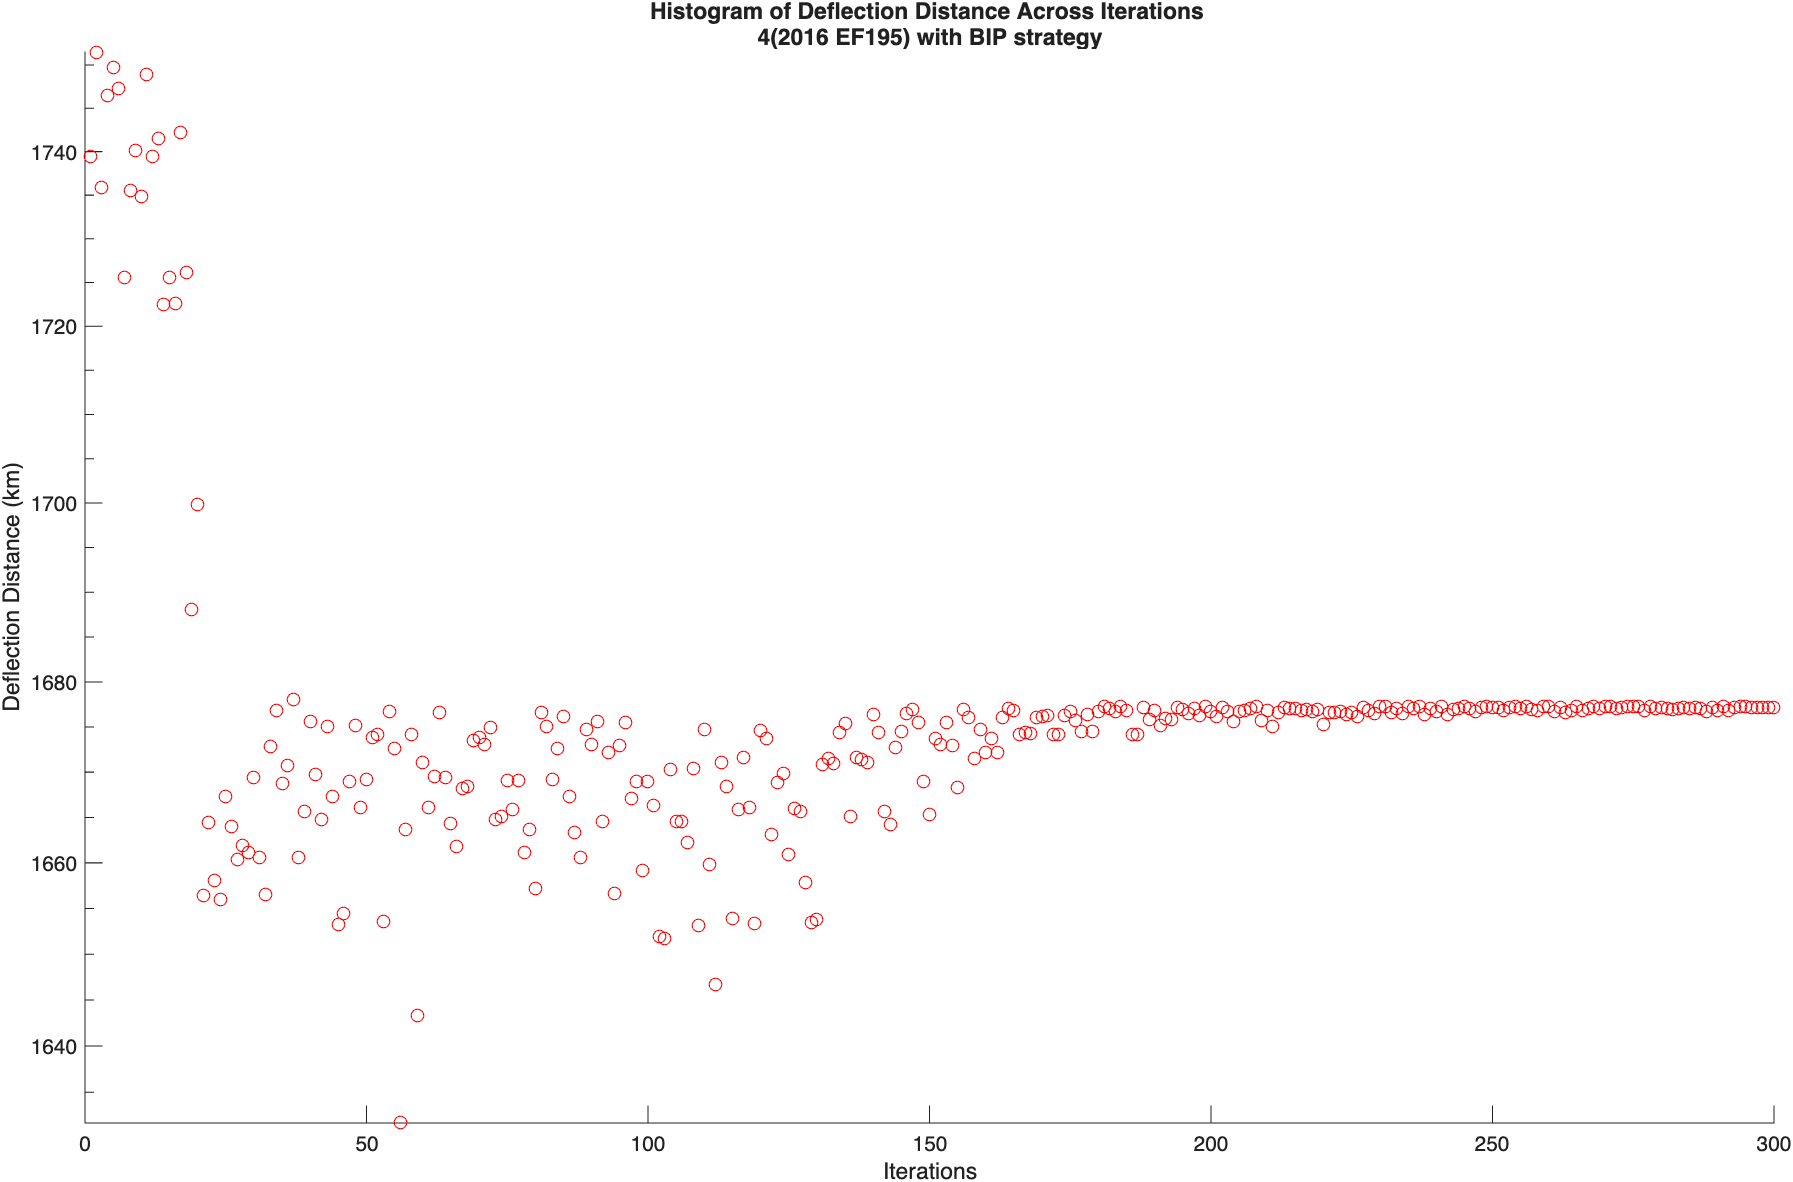 Histogram of Deflection Distance Across Iterations
4(2016 EF195) with BIP strategy
Deflection Distance (km)
1740
1720
1700
1680
1660
1640
0 50 100 150 200 250 300
Iterations